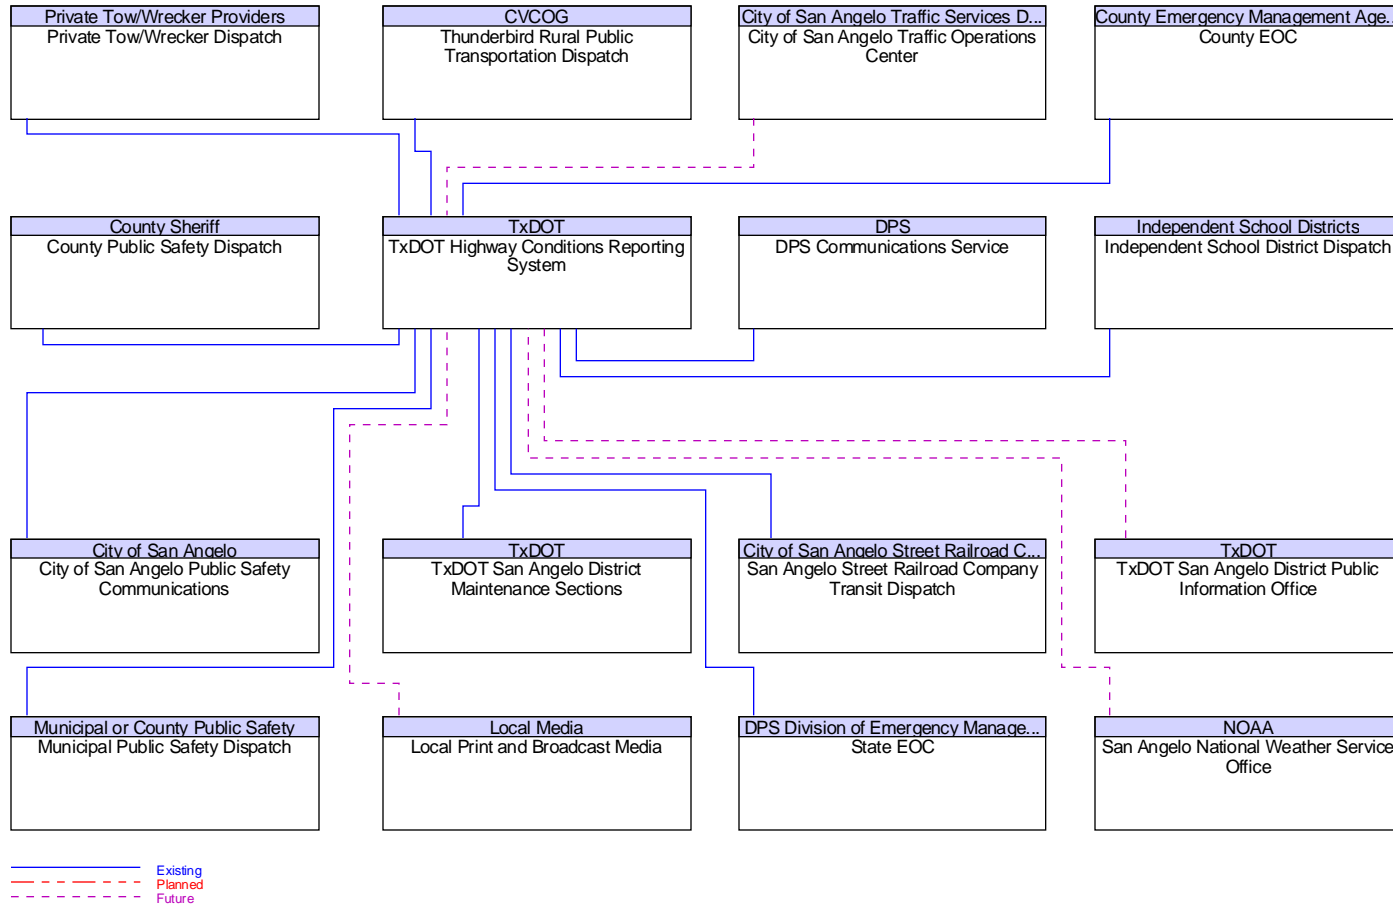 Private Tow/Wrecker Providers
Private Tow/Wrecker Dispatch
CVCOG
Thunderbird Rural Public
Transportation Dispatch
City of San Angelo Traffic Services D...
City of San Angelo Traffic Operations
Center
County Emergency Management Age...
County EOC
County Sheriff
County Public Safety Dispatch
TxDOT
TxDOT Highway Conditions Reporting
System
DPS
DPS Communications Service
Independent School Districts
Independent School District Dispatch
City of San Angelo
City of San Angelo Public Safety
Communications
TxDOT
TxDOT San Angelo District
Maintenance Sections
City of San Angelo Street Railroad C...
San Angelo Street Railroad Company
Transit Dispatch
TxDOT
TxDOT San Angelo District Public
Information Office
Municipal or County Public Safety
Municipal Public Safety Dispatch
Local Media
Local Print and Broadcast Media
DPS Division of Emergency Manage...
State EOC
NOAA
San Angelo National Weather Service
Office
Existing
Planned
Future